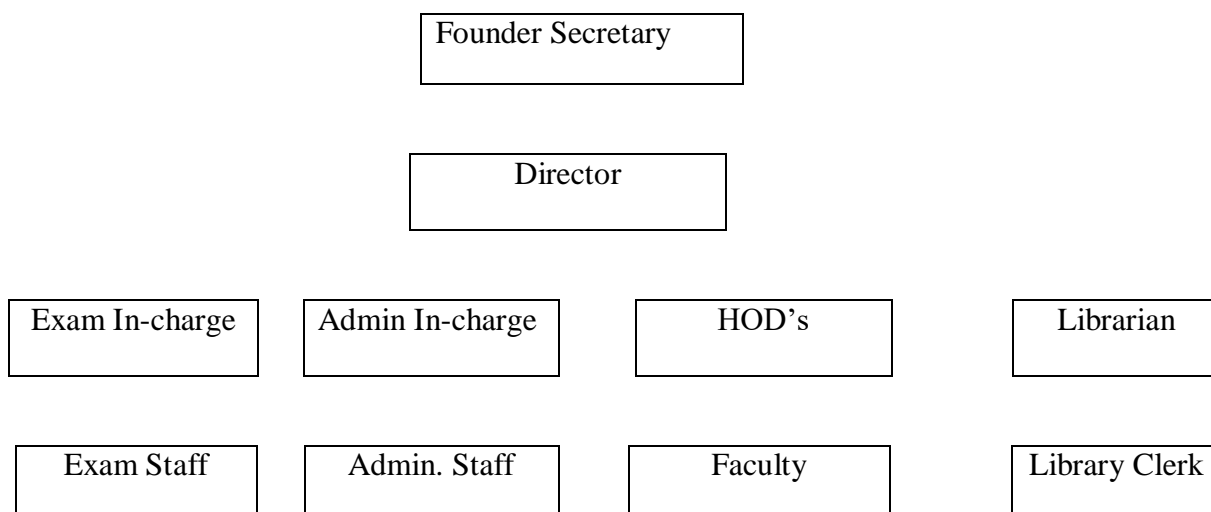 Founder Secretary
Director
Exam In-charge
Admin In-charge
HOD’s
Librarian
Exam Staff
Admin. Staff
Faculty
Library Clerk